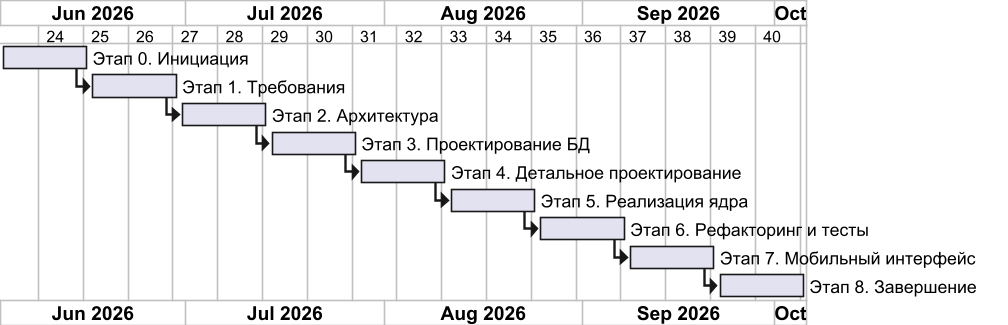 Jun 2026 Jul 2026 Aug 2026 Sep 2026 Oct
24 25 26 27 28 29 30 31 32 33 34 35 36 37 38 39 40
Этап 0. Инициация
Этап 1. Требования
Этап 2. Архитектура
Этап 3. Проектирование БД
Этап 4. Детальное проектирование
Этап 5. Реализация ядра
Этап 6. Рефакторинг и тесты
Этап 7. Мобильный интерфейс
Этап 8. Завершение
Jun 2026 Jul 2026 Aug 2026 Sep 2026 Oct